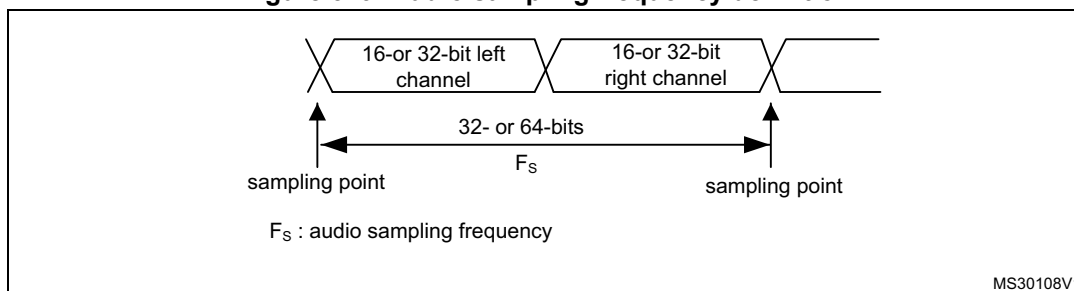 16-or 32-bit left
channel
16-or 32-bit
right channel
32- or 64-bits
FS
sampling point
sampling point
FS : audio sampling frequency
MS30108V